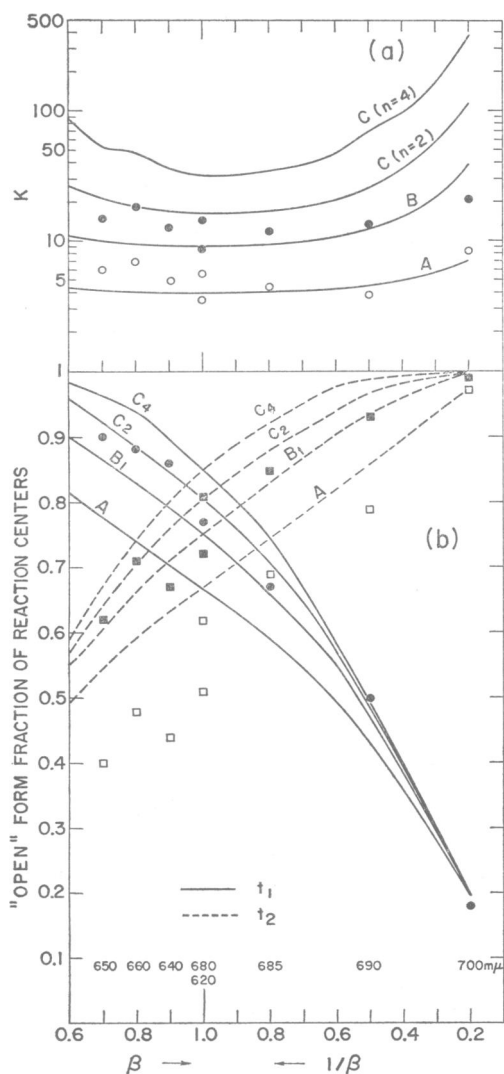 500
(a)
100
C (n=4)
50
C (n=2)
K
B
10
5
A
1
C₄
C₄
0.9
C₂
C₂
B₁
B₁
0.8
A
A
(b)
0.7
0.6
"OPEN" FORM FRACTION OF REACTION CENTERS
0.5
0.4
0.3
t₁
0.2
t₂
0.1
650 660 640 680 685 690 700mμ
620
0.6 0.8 1.0 0.8 0.6 0.4 0.2
β → ← 1/β